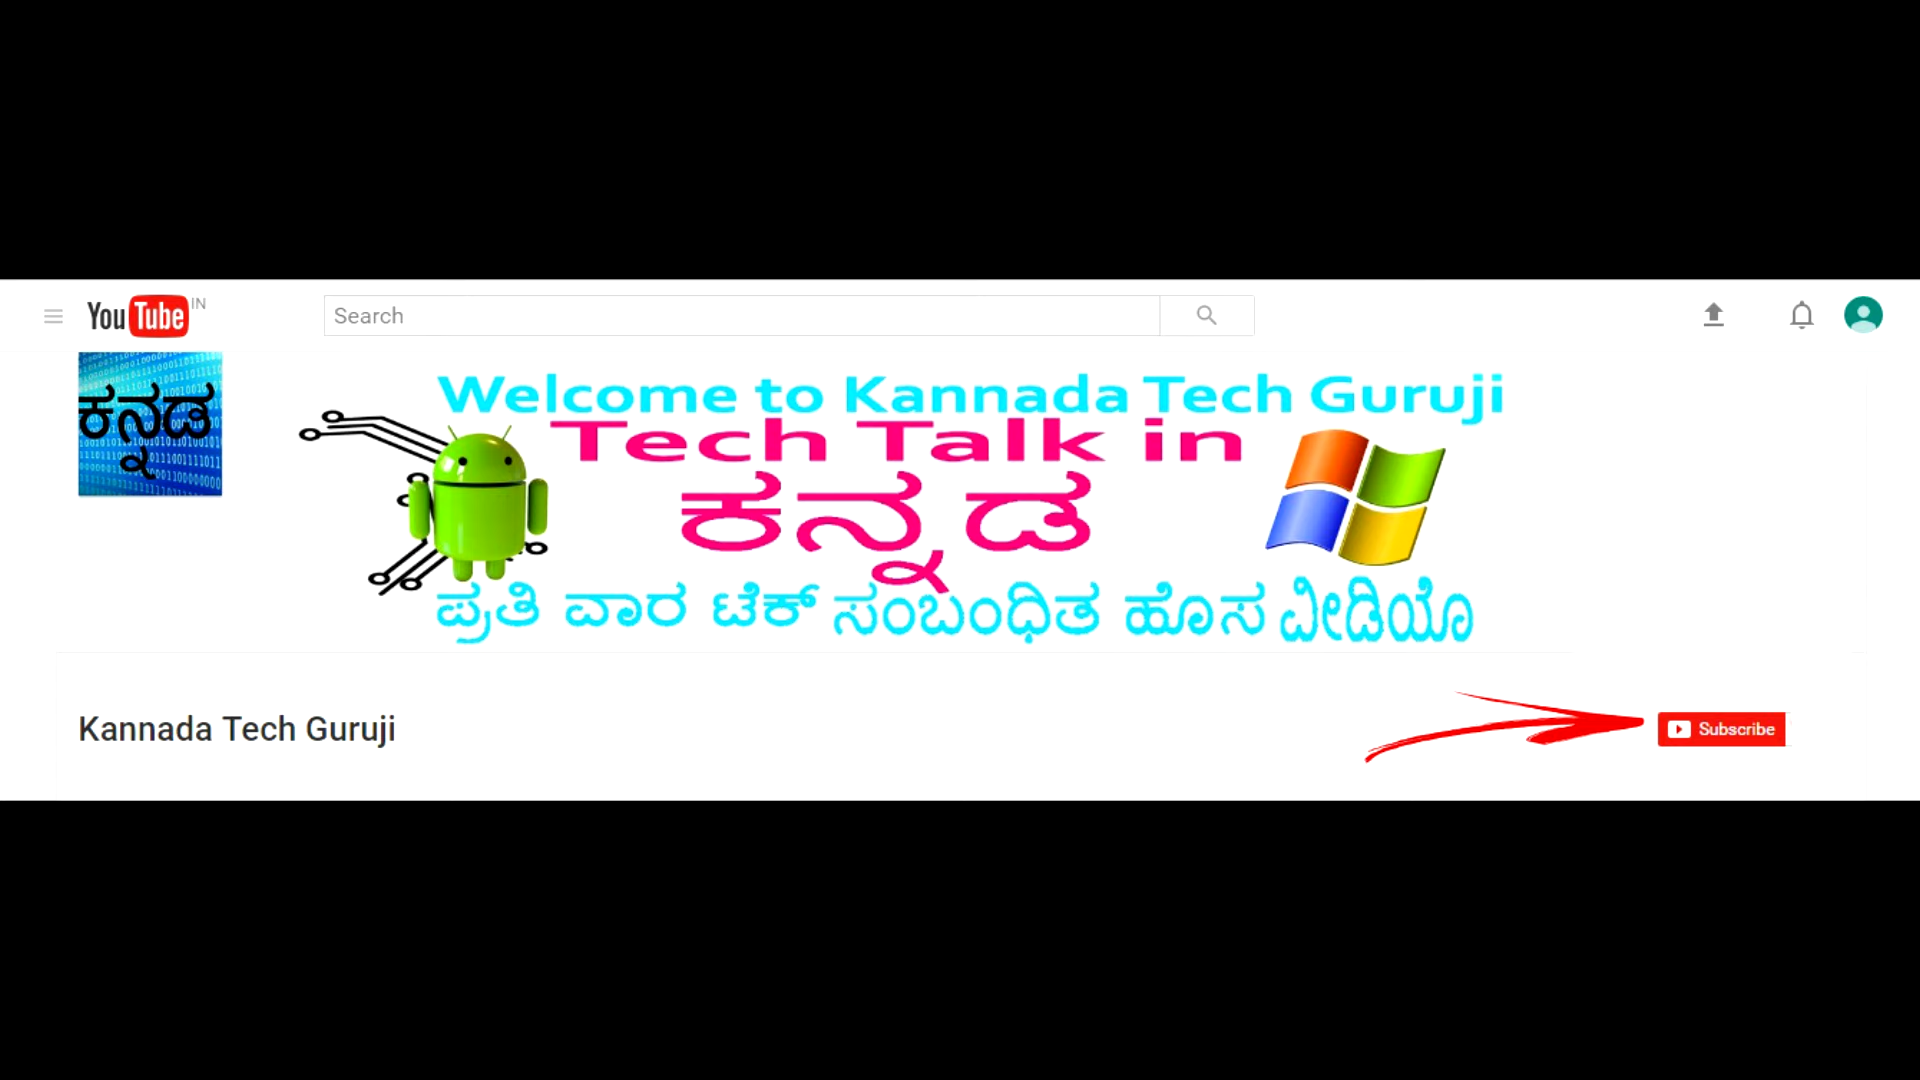 YouTube IN
Search
ಕನ್ನಡ
Welcome to Kannada Tech Guruji
Tech Talk in
ಕನ್ನಡ
ಪ್ರತಿ ವಾರ ಟೆಕ್ ಸಂಬಂಧಿತ ಹೊಸ ವೀಡಿಯೊ
Kannada Tech Guruji
Subscribe